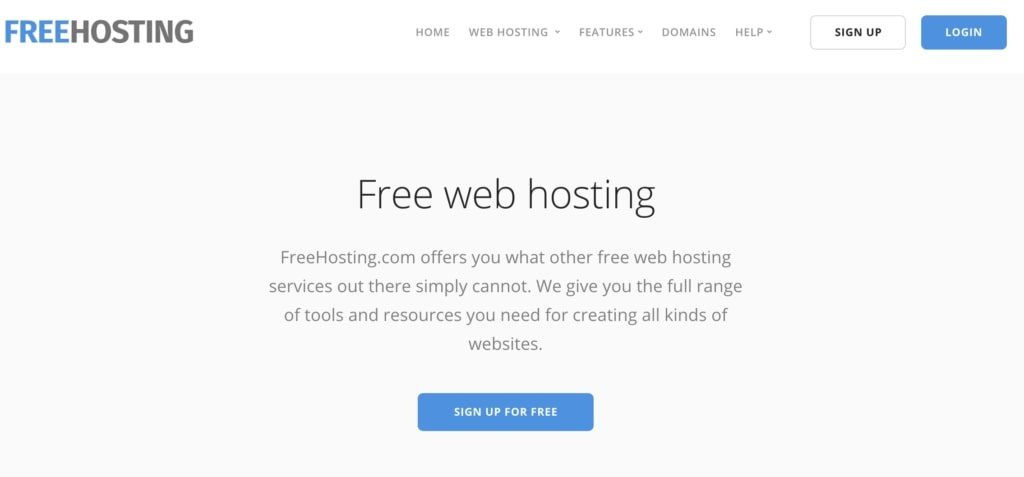 FREEHOSTING
HOME WEB HOSTING FEATURES DOMAINS HELP SIGN UP LOGIN
Free web hosting
FreeHosting.com offers you what other free web hosting
services out there simply cannot. We give you the full range
of tools and resources you need for creating all kinds of
websites.
SIGN UP FOR FREE